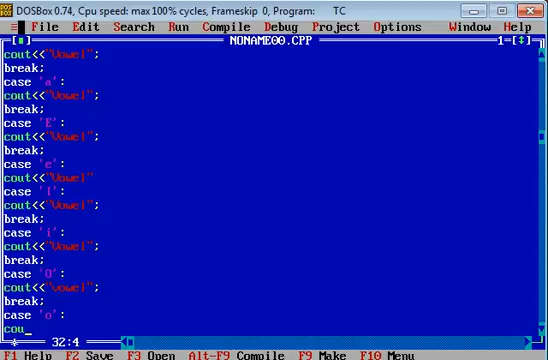 DOSBox 0.74, Cpu speed: max 100% cycles, Frameskip 0, Program: TC
≡ File Edit Search Run Compile Debug Project Options Window Help
[■] NONAME00.CPP 1=[↕]
cout<<"Vowel";
break;
case 'a':
cout<<"Vowel";
break;
case 'E':
cout<<"Vowel";
break;
case 'e':
cout<<"Vowel"
case 'I':
cout<<"Vowel";
break;
case 'i':
cout<<"Vowel";
break;
case 'O':
cout<<"vowel";
break;
case 'o':
cou_
* 32:4
F1 Help F2 Save F3 Open Alt-F9 Compile F9 Make F10 Menu